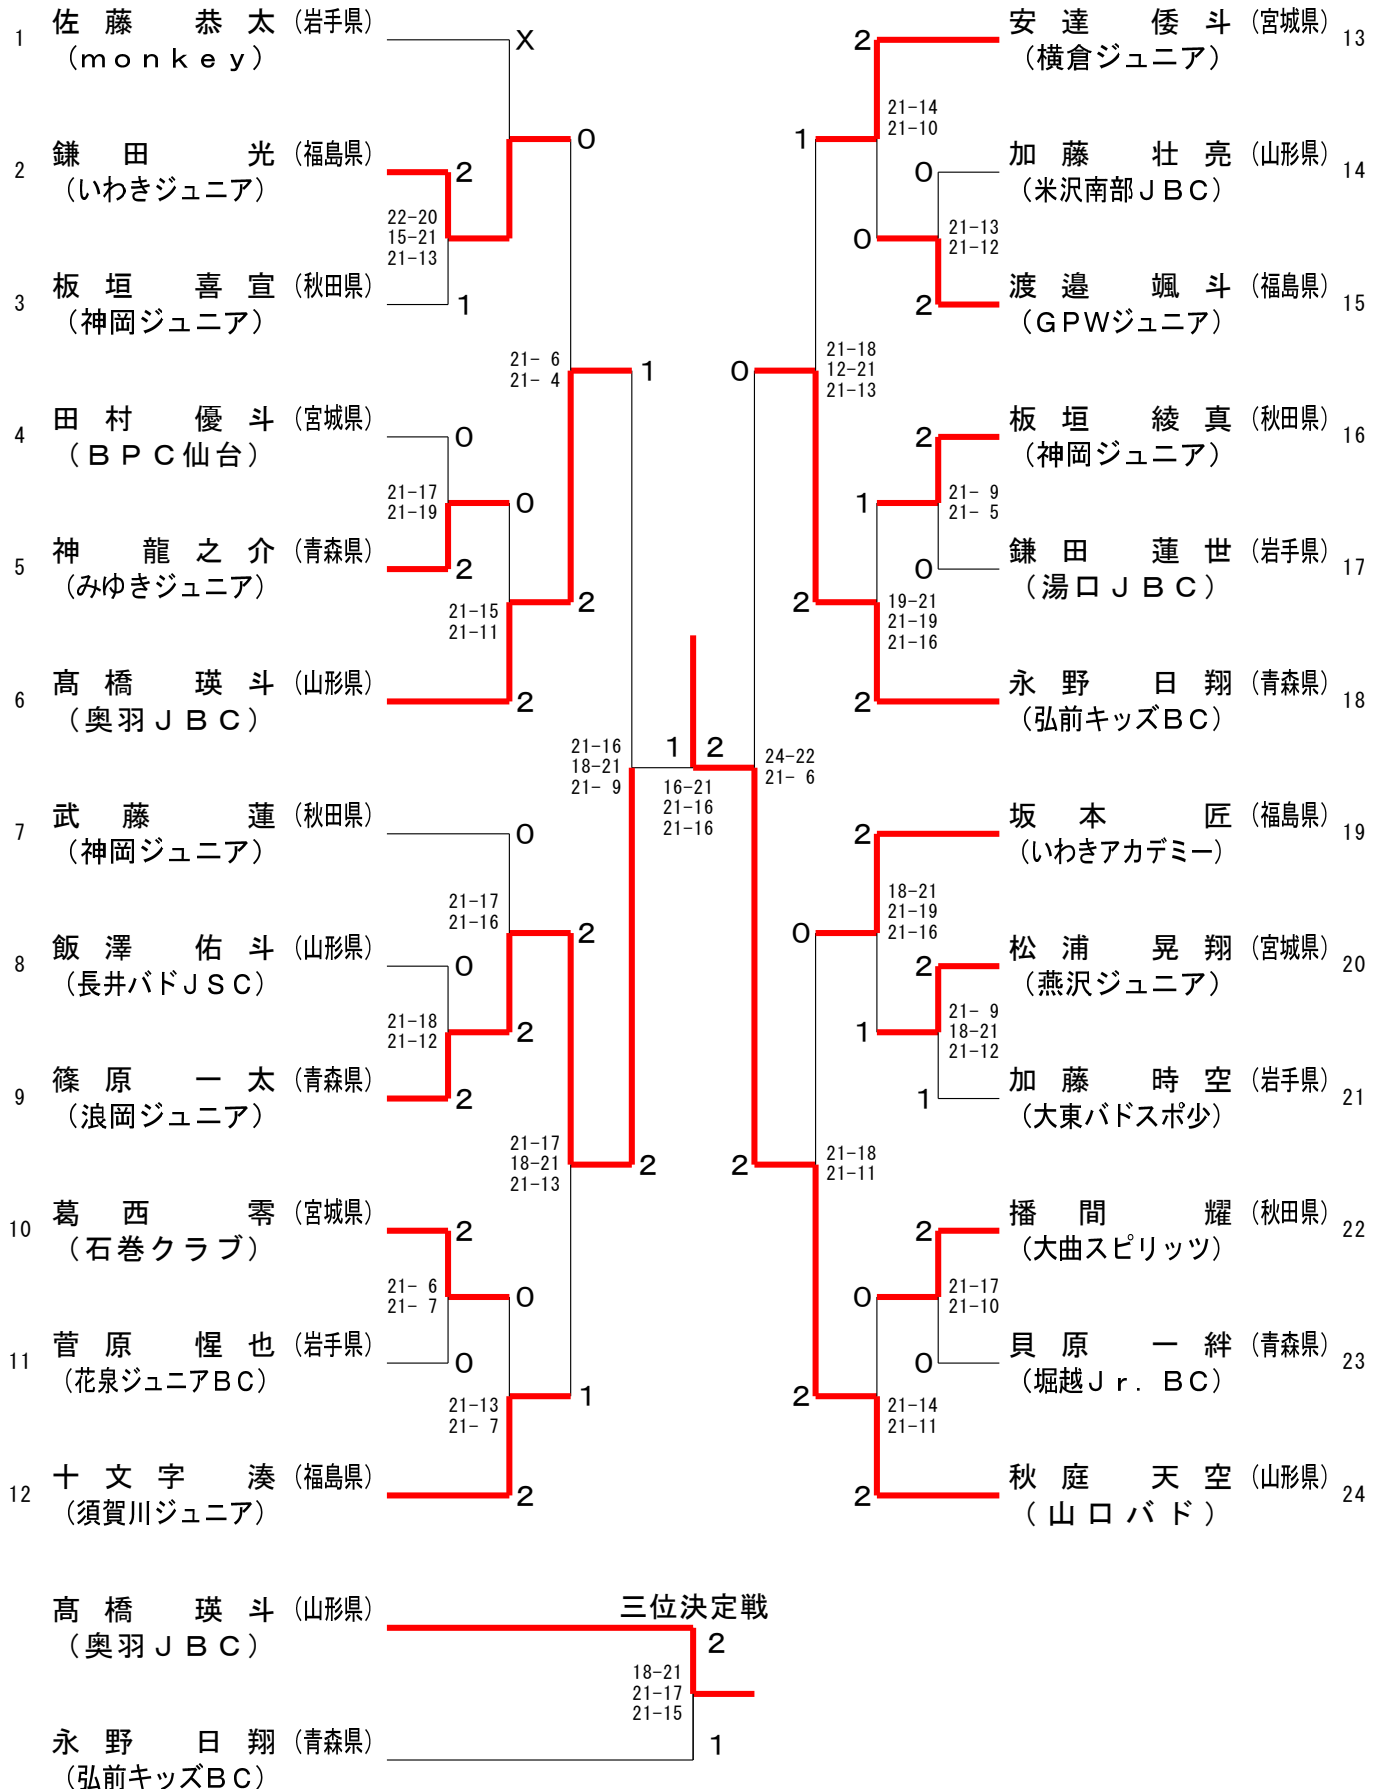 1 佐藤 恭太 (岩手県)
(monkey)
X
2 鎌田 光 (福島県)
(いわきジュニア)
2
0
22-20
15-21
21-13
3 板垣 喜宣 (秋田県)
(神岡ジュニア)
1
21- 6
21- 4
1
4 田村 優斗 (宮城県)
(BPC仙台)
0
21-17
21-19
0
5 神 龍之介 (青森県)
(みゆきジュニア)
2
21-15
21-11
2
6 髙橋 瑛斗 (山形県)
(奥羽JBC)
2
21-16
18-21
21- 9
7 武藤 蓮 (秋田県)
(神岡ジュニア)
0
21-17
21-16
2
8 飯澤 佑斗 (山形県)
(長井バドJSC)
0
21-18
21-12
2
9 篠原 一太 (青森県)
(浪岡ジュニア)
2
21-17
18-21
21-13
2
10 葛西 零 (宮城県)
(石巻クラブ)
2
21- 6
21- 7
0
11 菅原 惺也 (岩手県)
(花泉ジュニアBC)
0
21-13
21- 7
1
12 十文字 湊 (福島県)
(須賀川ジュニア)
2
1 2
16-21
21-16
21-16
2 安達 倭斗 (宮城県) 13
(横倉ジュニア)
21-14
21-10
1
0 加藤 壮亮 (山形県) 14
(米沢南部JBC)
21-13
21-12
0
2 渡邉 颯斗 (福島県) 15
(GPWジュニア)
21-18
12-21
21-13
0
2 板垣 綾真 (秋田県) 16
(神岡ジュニア)
21- 9
21- 5
1
0 鎌田 蓮世 (岩手県) 17
(湯口JBC)
19-21
21-19
21-16
2
2 永野 日翔 (青森県) 18
(弘前キッズBC)
24-22
21- 6
2 坂本 匠 (福島県) 19
(いわきアカデミー)
18-21
21-19
21-16
0
2 松浦 晃翔 (宮城県) 20
(燕沢ジュニア)
21- 9
18-21
21-12
1
1 加藤 時空 (岩手県) 21
(大東バドスポ少)
21-18
21-11
2
2 播間 耀 (秋田県) 22
(大曲スピリッツ)
21-17
21-10
0
0 貝原 一絆 (青森県) 23
(堀越Jr. BC)
21-14
21-11
2
2 秋庭 天空 (山形県) 24
(山口バド)
三位決定戦
髙橋 瑛斗 (山形県)
(奥羽JBC)
2
18-21
21-17
21-15
永野 日翔 (青森県)
(弘前キッズBC)
1